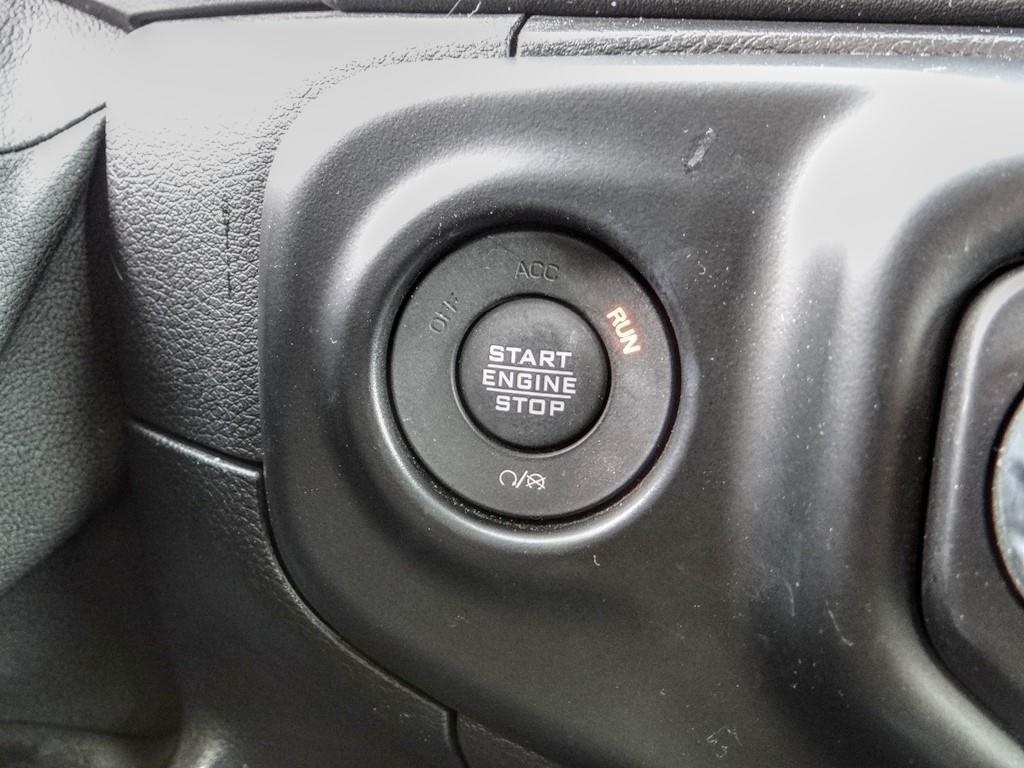 OFF
ACC
RUN
START
ENGINE
STOP